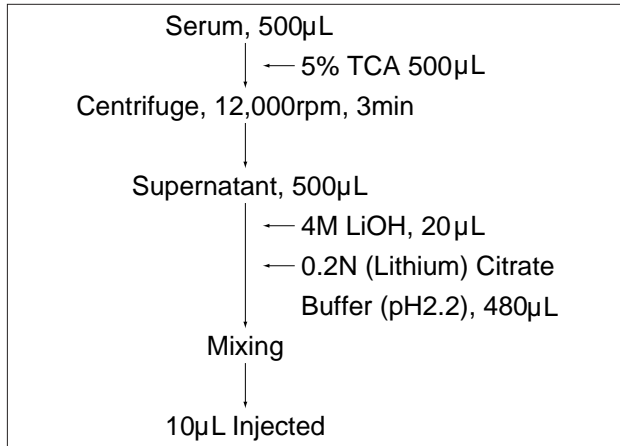 Serum, 500µL
5% TCA 500µL
Centrifuge, 12,000rpm, 3min
Supernatant, 500µL
4M LiOH, 20µL
0.2N (Lithium) Citrate
Buffer (pH2.2), 480µL
Mixing
10µL Injected